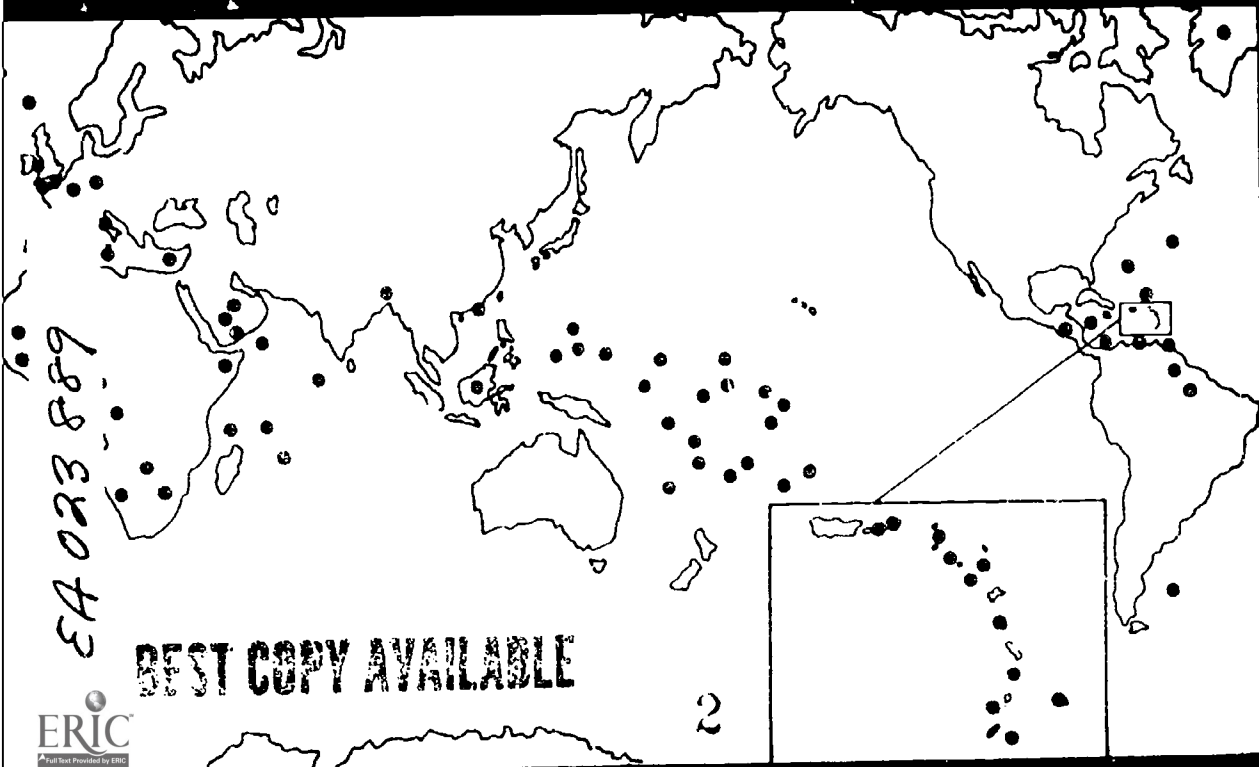 EA 023 889
BEST COPY AVAILABLE
2
ERIC
Full Text Provided by ERIC